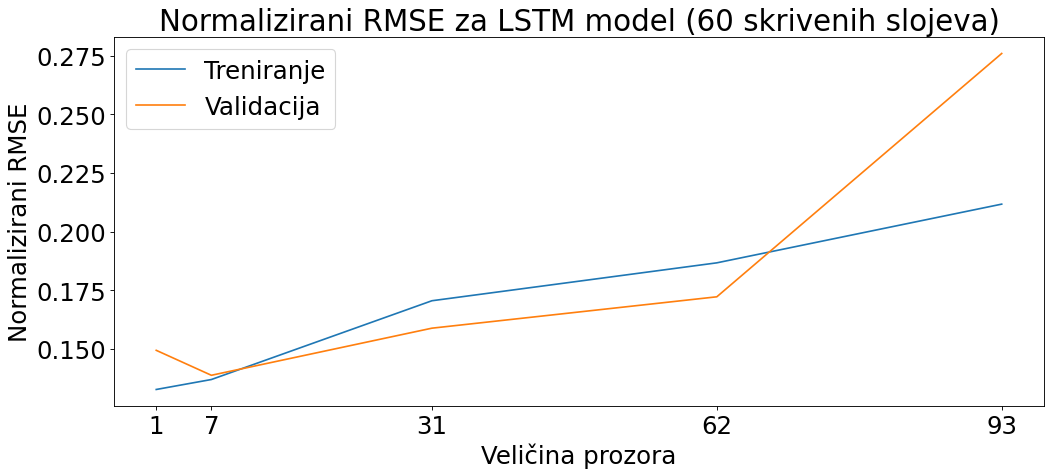 Normalizirani RMSE za LSTM model (60 skrivenih slojeva)
Treniranje
Validacija
Normalizirani RMSE
0.275
0.250
0.225
0.200
0.175
0.150
1 7 31 62 93
Veličina prozora